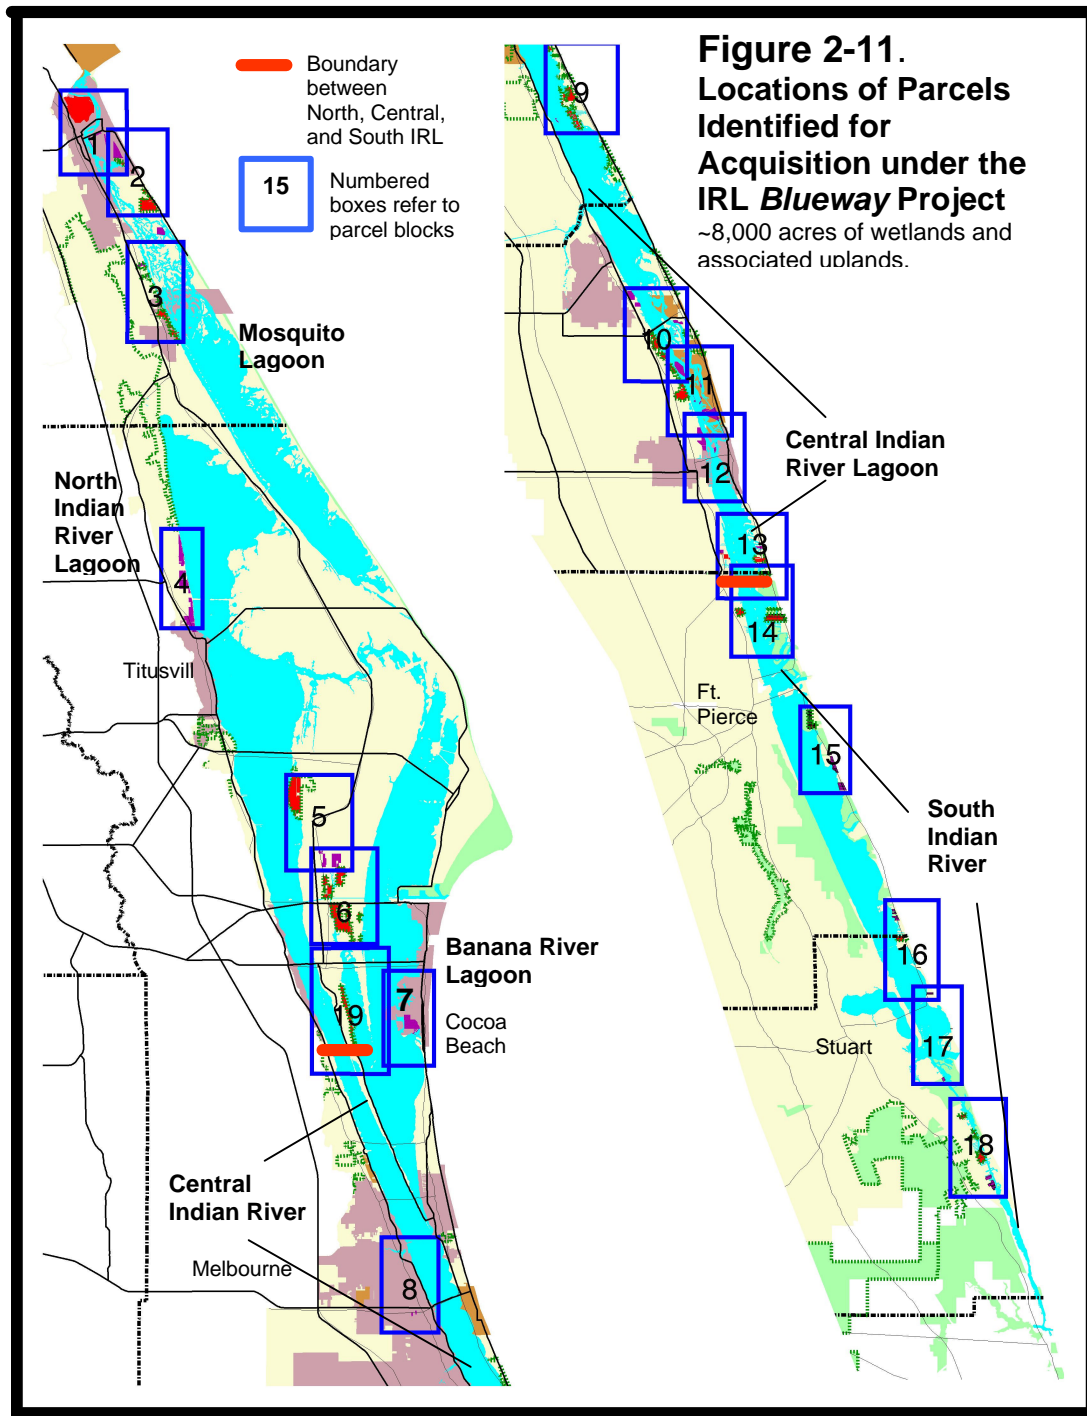 Figure 2-11.
Locations of Parcels
Identified for
Acquisition under the
IRL Blueway Project
~8,000 acres of wetlands and
associated uplands.
Boundary
between
North, Central,
and South IRL
15
Numbered
boxes refer to
parcel blocks
1
2
3
Mosquito
Lagoon
North
Indian
River
Lagoon
4
Titusvill
5
6
Banana River
Lagoon
7
19
Cocoa
Beach
Central
Indian River
Melbourne
8
9
10
11
Central Indian
River Lagoon
12
13
14
Ft.
Pierce
15
South
Indian
River
16
17
Stuart
18